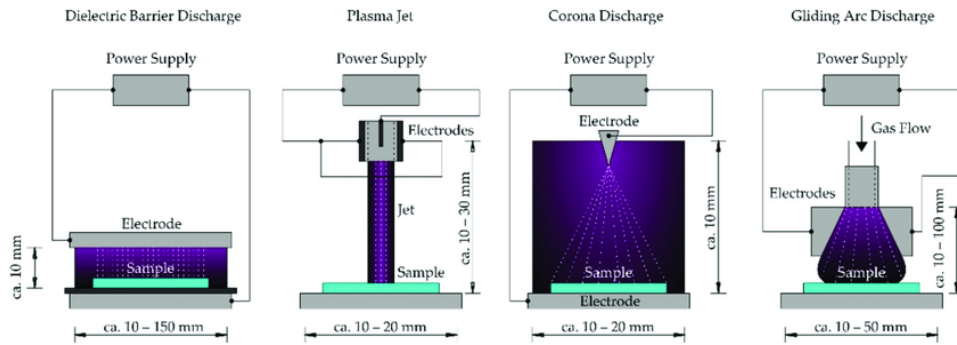 Dielectric Barrier Discharge
Power Supply
Electrode
Sample
ca. 10 mm
ca. 10 – 150 mm
Plasma Jet
Power Supply
Electrodes
Jet
Sample
ca. 10 – 30 mm
ca. 10 – 20 mm
Corona Discharge
Power Supply
Electrode
Sample
Electrode
ca. 10 mm
ca. 10 – 20 mm
Gliding Arc Discharge
Power Supply
Gas Flow
Electrodes
Sample
ca. 10 – 100 mm
ca. 10 – 50 mm